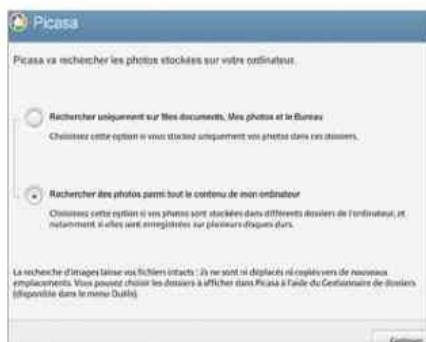 Picasa
Picasa va rechercher les photos stockées sur votre ordinateur.
Rechercher uniquement sur Mes documents, Mes photos et le Bureau
Choisissez cette option si vous stockez uniquement vos photos dans ces dossiers.
Rechercher des photos parmi tout le contenu de mon ordinateur
Choisissez cette option si vos photos sont stockées dans différents dossiers de l'ordinateur, et
notamment si elles sont enregistrées sur plusieurs disques durs.
La recherche d'images laisse vos fichiers intacts : ils ne sont ni déplacés ni copiés vers de nouveaux
emplacements. Vous pouvez choisir les dossiers à afficher dans Picasa à l'aide du Gestionnaire de dossiers
(disponible dans le menu Outils).